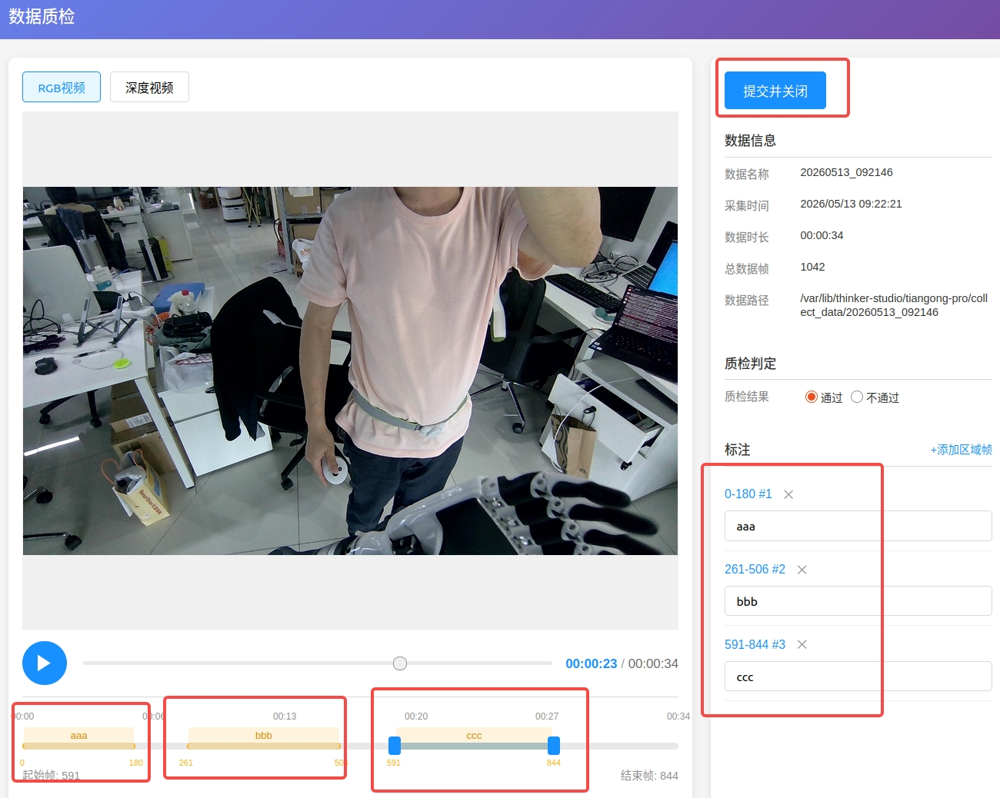 数据质检
RGB视频
深度视频
提交并关闭
数据信息
数据名称 20260513_092146
采集时间 2026/05/13 09:22:21
数据时长 00:00:34
总数据帧 1042
数据路径 /var/lib/thinker-studio/tiangong-pro/coll
ect_data/20260513_092146
质检判定
质检结果 通过 不通过
标注 +添加区域帧
0-180 #1
aaa
261-506 #2
bbb
591-844 #3
ccc
00:00:23 / 00:00:34
00:00 00:06 00:13 00:20 00:27 00:34
aaa bbb ccc
0 180 261 506 591 844
起始帧: 591 结束帧: 844